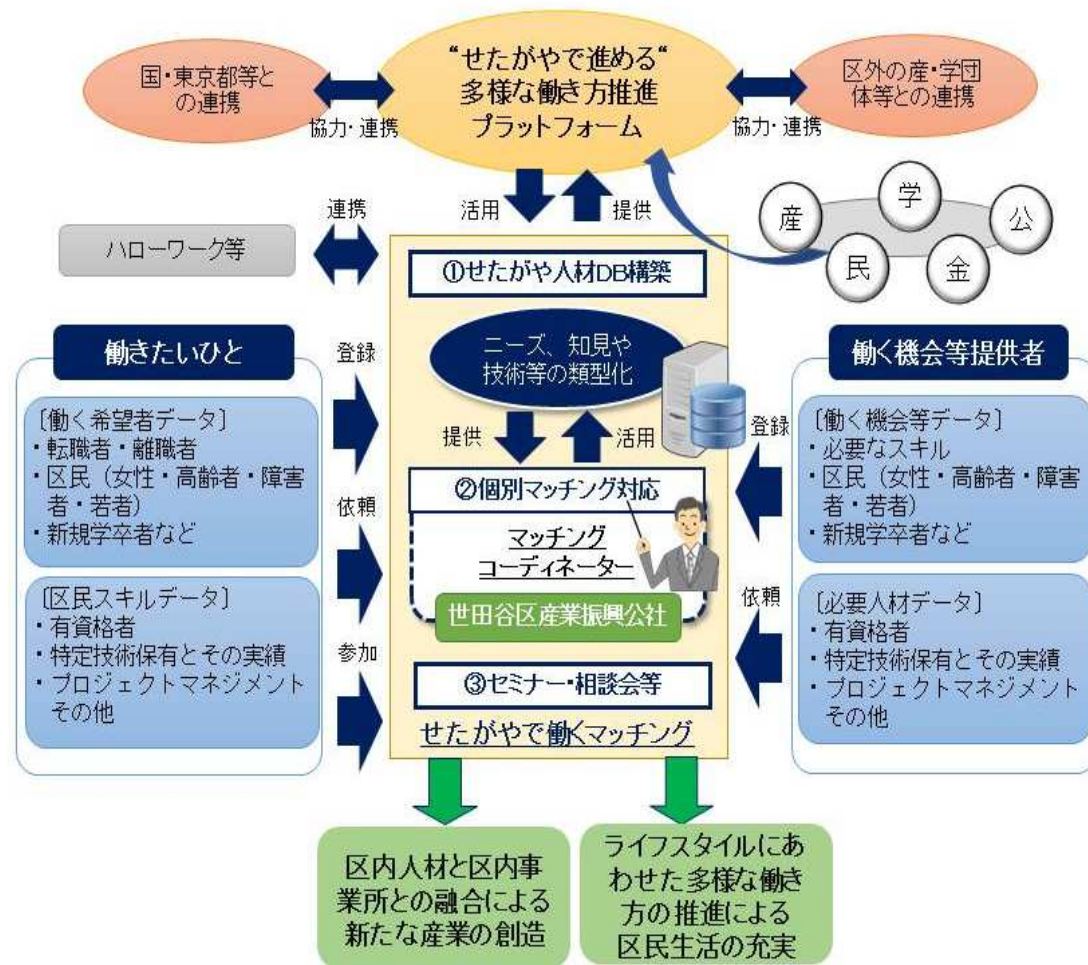 国・東京都等と
の連携
協力・連携
“せたがやで進める“
多様な働き方推進
プラットフォーム
協力・連携
区外の産・学団
体等との連携
活用
提供
産
学
公
民
金
連携
ハローワーク等
①せたがや人材DB構築
ニーズ、知見や
技術等の類型化
提供
活用
②個別マッチング対応
マッチング
コーディネーター
世田谷区産業振興公社
③セミナー・相談会等
せたがやで働くマッチング
働きたいひと
［働く希望者データ］
・転職者・離職者
・区民（女性・高齢者・障害
者・若者）
・新規学卒者など
［区民スキルデータ］
・有資格者
・特定技術保有とその実績
・プロジェクトマネジメント
その他
登録
依頼
参加
働く機会等提供者
［働く機会等データ］
・必要なスキル
・区民（女性・高齢者・障害
者・若者）
・新規学卒者など
［必要人材データ］
・有資格者
・特定技術保有とその実績
・プロジェクトマネジメント
その他
登録
依頼
区内人材と区内事
業所との融合による
新たな産業の創造
ライフスタイルにあ
わせた多様な働き
方の推進による
区民生活の充実